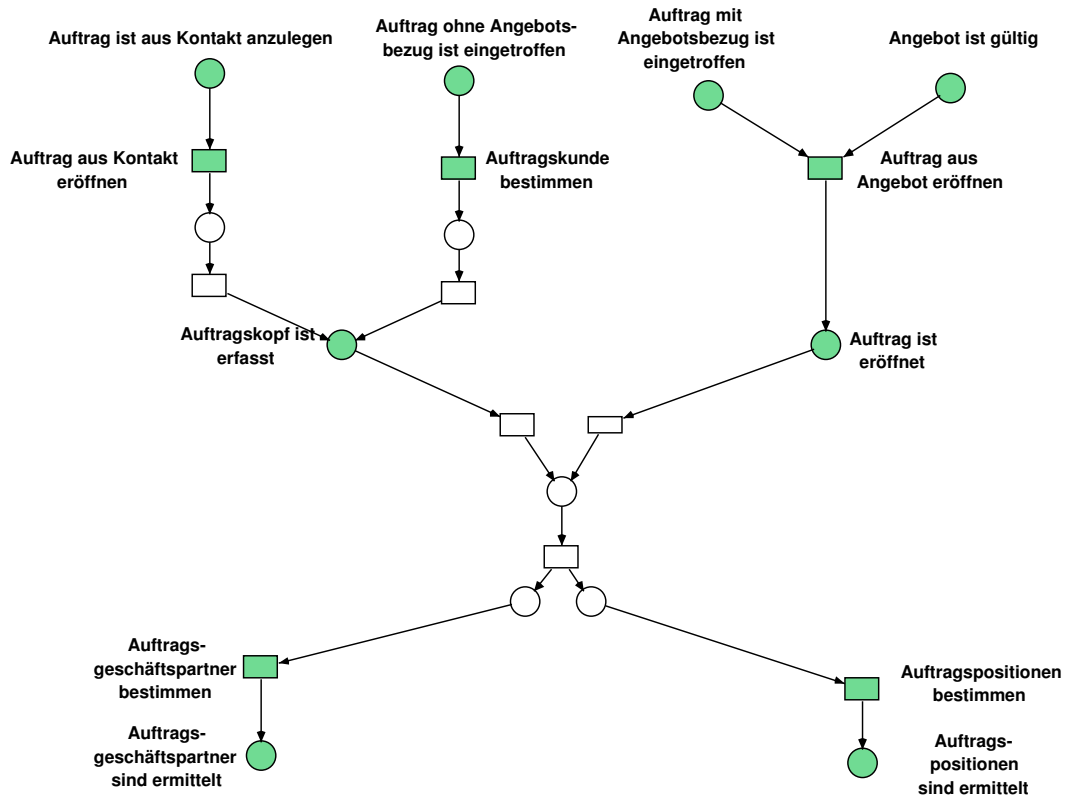 Auftrag ist aus Kontakt anzulegen
Auftrag ohne Angebots-
bezug ist eingetroffen
Auftrag mit
Angebotsbezug ist
eingetroffen
Angebot ist gültig
Auftrag aus Kontakt
eröffnen
Auftragskunde
bestimmen
Auftrag aus
Angebot eröffnen
Auftragskopf ist
erfasst
Auftrag ist
eröffnet
Auftrags-
geschäftspartner
bestimmen
Auftragspositionen
bestimmen
Auftrags-
geschäftspartner
sind ermittelt
Auftrags-
positionen
sind ermittelt